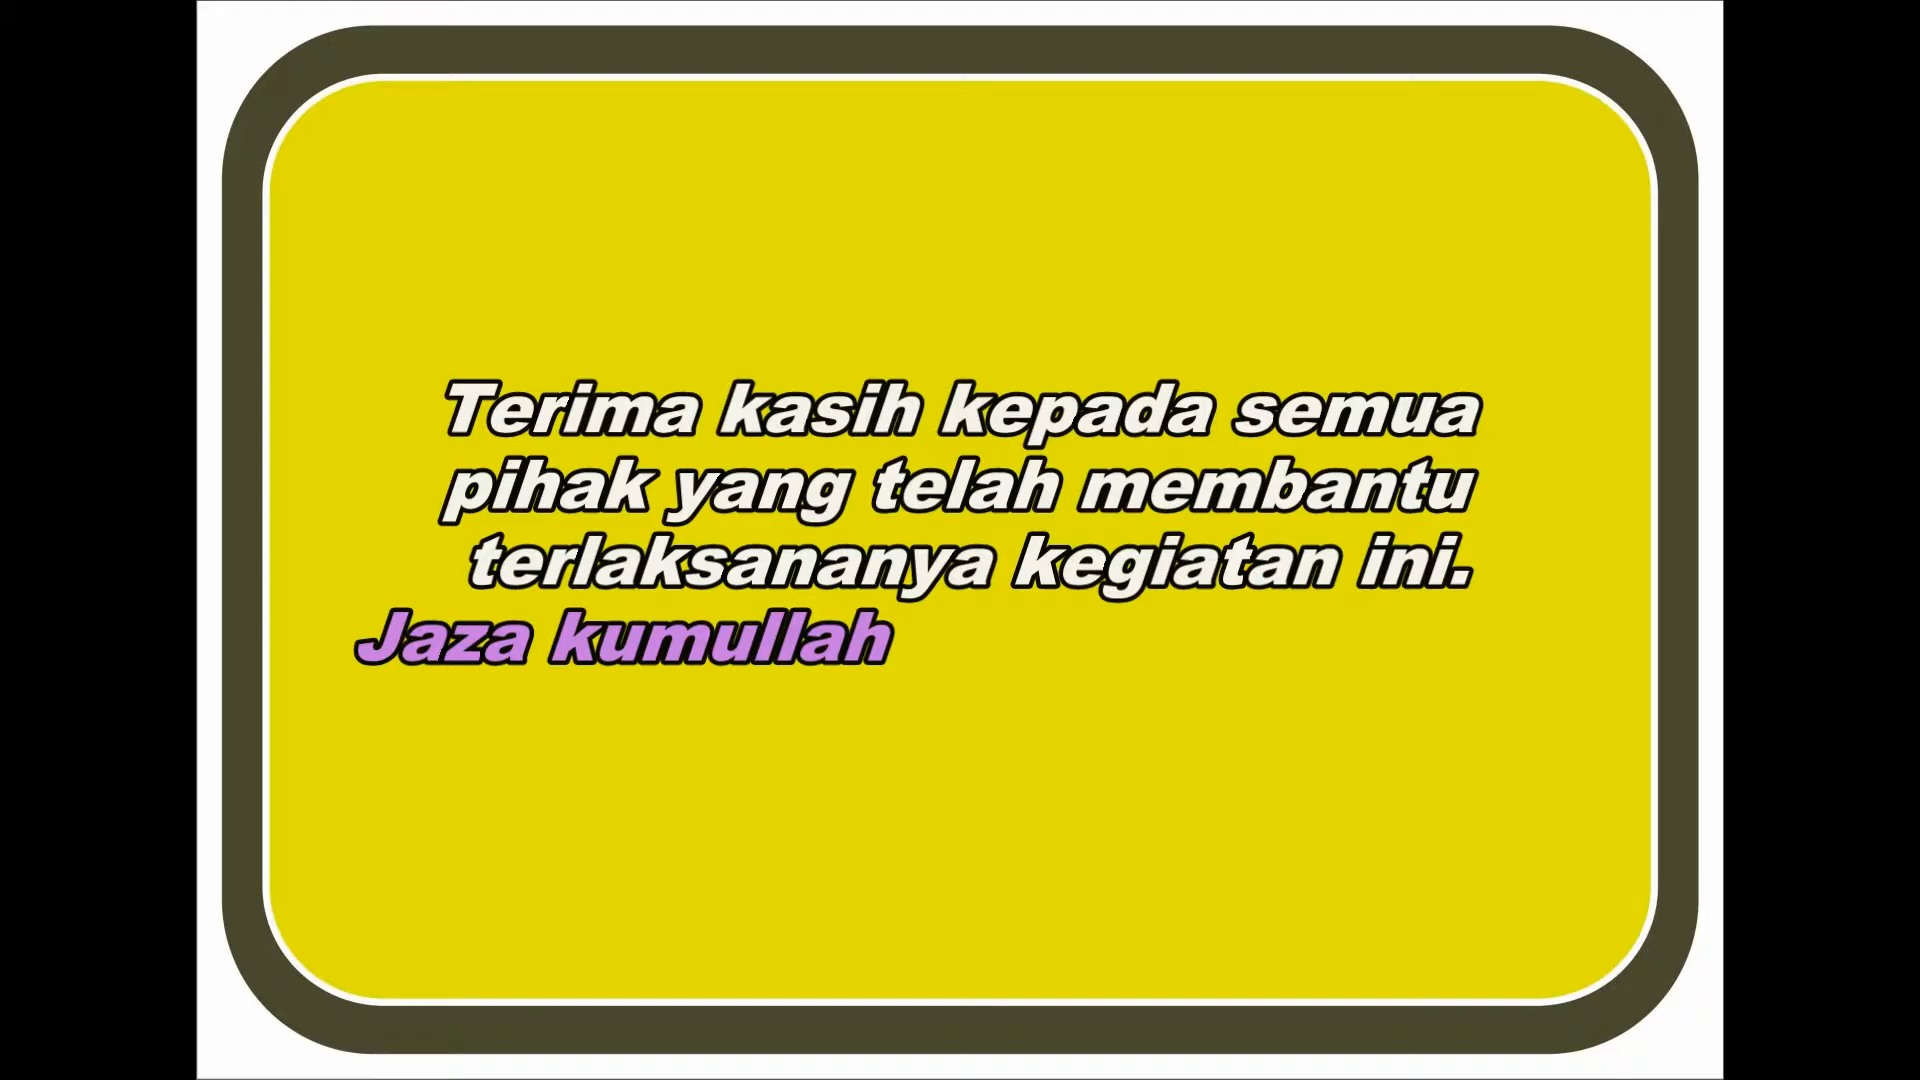 Terima kasih kepada semua
pihak yang telah membantu
terlaksananya kegiatan ini.
Jaza kumullah